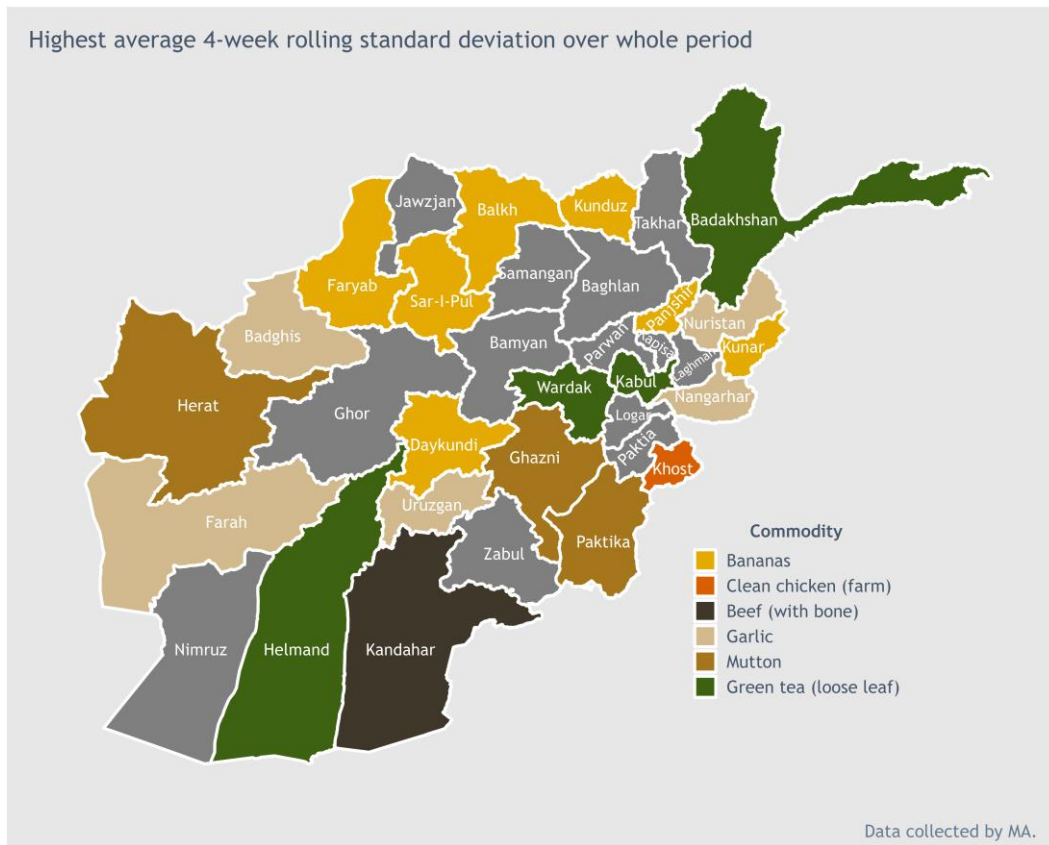 Highest average 4-week rolling standard deviation over whole period
Jawzjan
Balkh
Kunduz
Takhar
Badakhshan
Faryab
Sar-I-Pul
Samangan
Baghlan
Panjshir
Nuristan
Kunar
Badghis
Bamyan
Parwan
Kapisa
Laghman
Herat
Ghor
Wardak
Kabul
Nangarhar
Daykundi
Logar
Paktia
Khost
Ghazni
Farah
Uruzgan
Zabul
Paktika
Nimruz
Helmand
Kandahar
Commodity
Bananas
Clean chicken (farm)
Beef (with bone)
Garlic
Mutton
Green tea (loose leaf)
Data collected by MA.